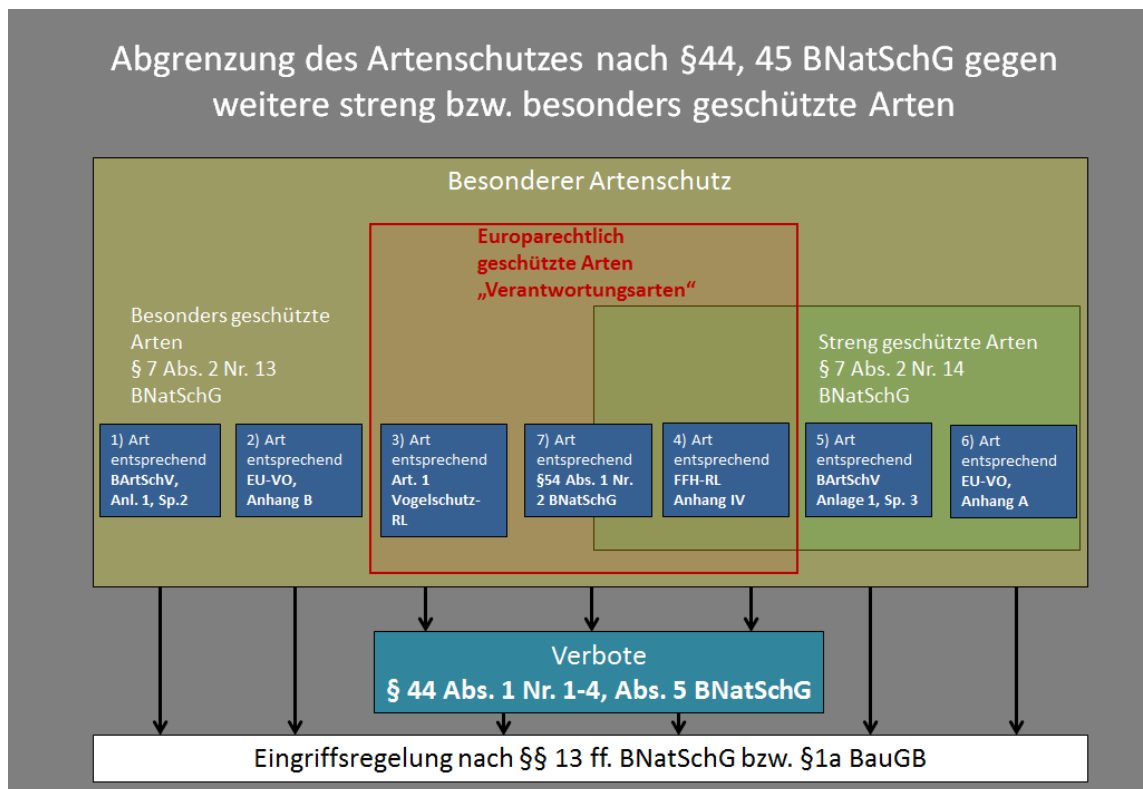 Abgrenzung des Artenschutzes nach §44, 45 BNatSchG gegen
weitere streng bzw. besonders geschützte Arten
Besonderer Artenschutz
Europarechtlich
geschützte Arten
„Verantwortungsarten“
Besonders geschützte
Arten
§ 7 Abs. 2 Nr. 13
BNatSchG
Streng geschützte Arten
§ 7 Abs. 2 Nr. 14
BNatSchG
1) Art
entsprechend
BArtSchV,
Anl. 1, Sp.2
2) Art
entsprechend
EU-VO,
Anhang B
3) Art
entsprechend
Art. 1
Vogelschutz-
RL
7) Art
entsprechend
§54 Abs. 1 Nr.
2 BNatSchG
4) Art
entsprechend
FFH-RL
Anhang IV
5) Art
entsprechend
BArtSchV
Anlage 1, Sp. 3
6) Art
entsprechend
EU-VO,
Anhang A
Verbote
§ 44 Abs. 1 Nr. 1-4, Abs. 5 BNatSchG
Eingriffsregelung nach §§ 13 ff. BNatSchG bzw. §1a BauGB